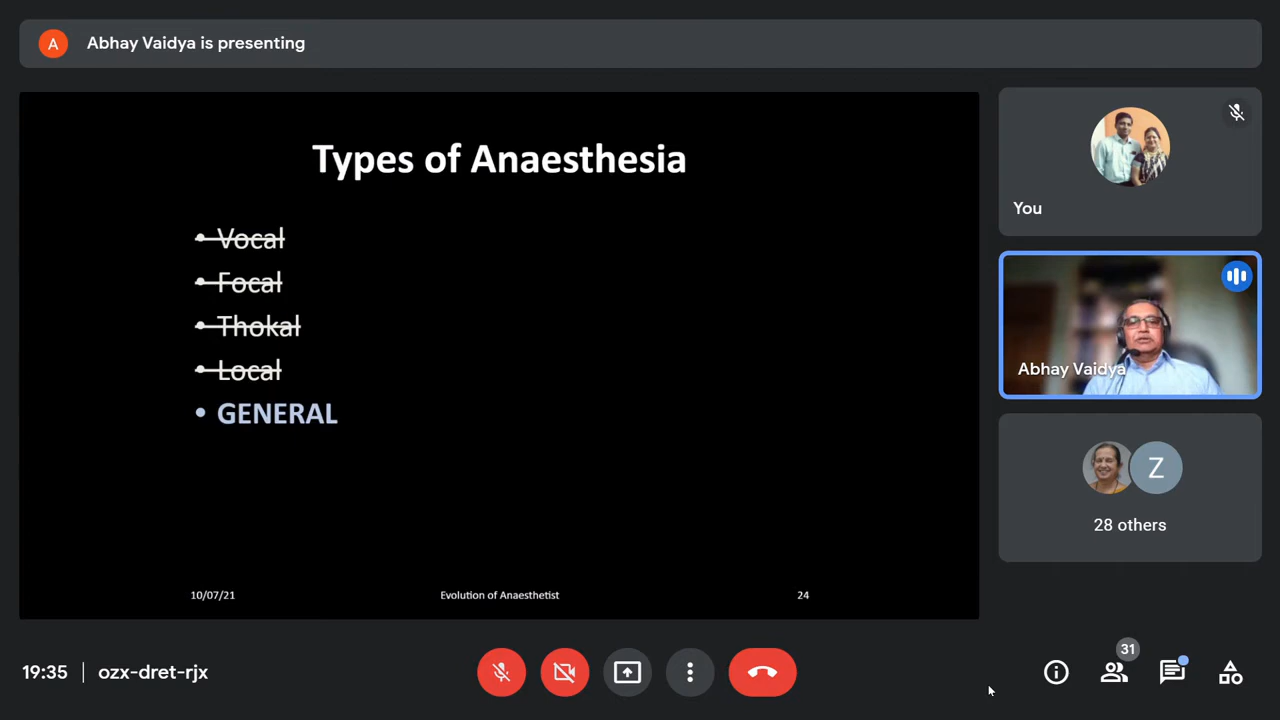 A Abhay Vaidya is presenting
Types of Anaesthesia
• Vocal
• Focal
• Thokal
• Local
• GENERAL
10/07/21 Evolution of Anaesthetist 24
You
Abhay Vaidya
Z
28 others
19:35 | ozx-dret-rjx
31